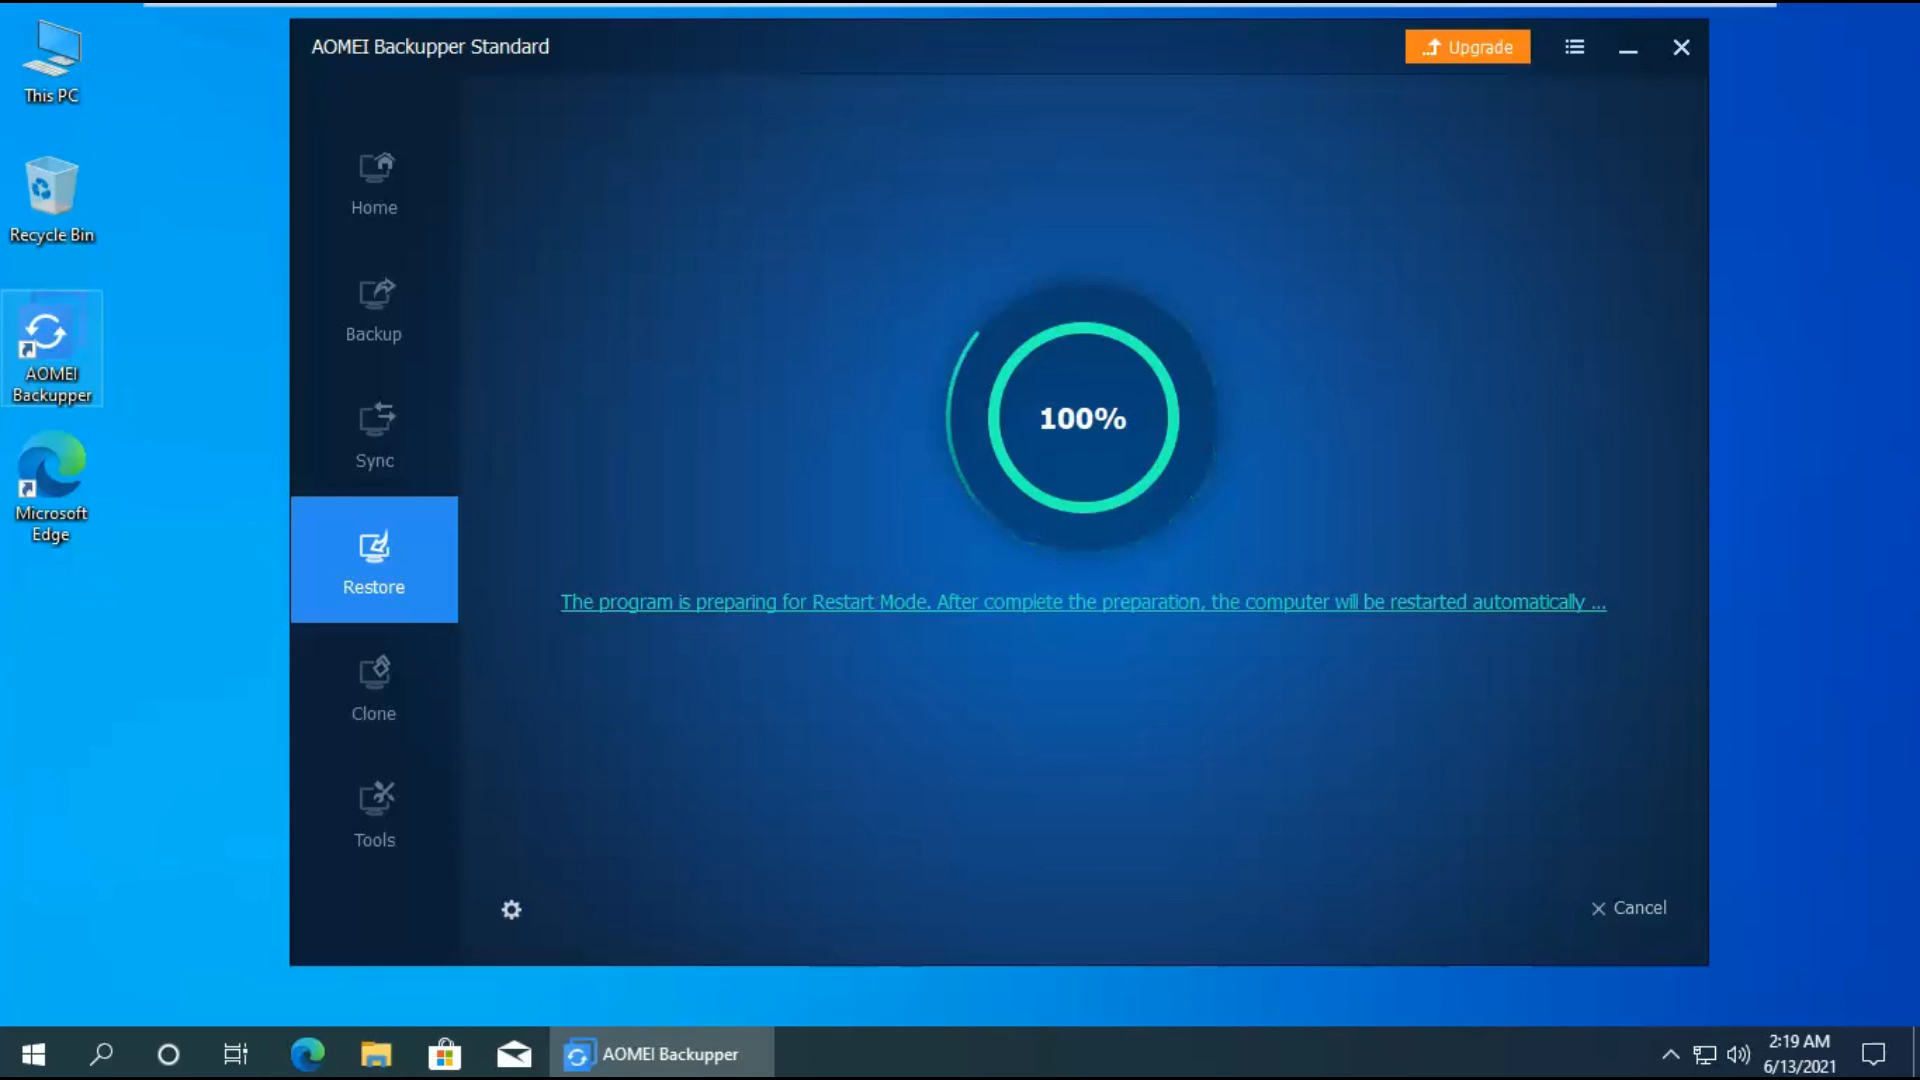 This PC
Recycle Bin
AOMEI
Backupper
Microsoft
Edge
AOMEI Backupper Standard
Upgrade
Home
Backup
Sync
Restore
Clone
Tools
100%
The program is preparing for Restart Mode. After complete the preparation, the computer will be restarted automatically ...
Cancel
AOMEI Backupper
2:19 AM
6/13/2021